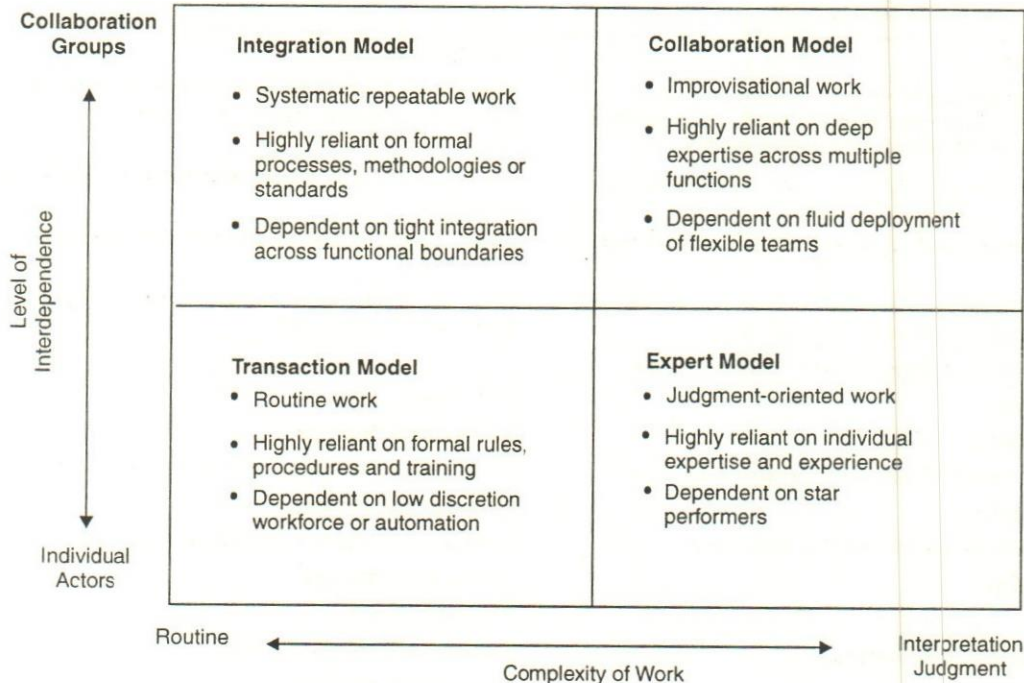 Collaboration
Groups
Level of
Interdependence
Individual
Actors
Integration Model
• Systematic repeatable work
• Highly reliant on formal
processes, methodologies or
standards
• Dependent on tight integration
across functional boundaries
Collaboration Model
• Improvisational work
• Highly reliant on deep
expertise across multiple
functions
• Dependent on fluid deployment
of flexible teams
Transaction Model
• Routine work
• Highly reliant on formal rules,
procedures and training
• Dependent on low discretion
workforce or automation
Expert Model
• Judgment-oriented work
• Highly reliant on individual
expertise and experience
• Dependent on star
performers
Routine
Complexity of Work
Interpretation
Judgment